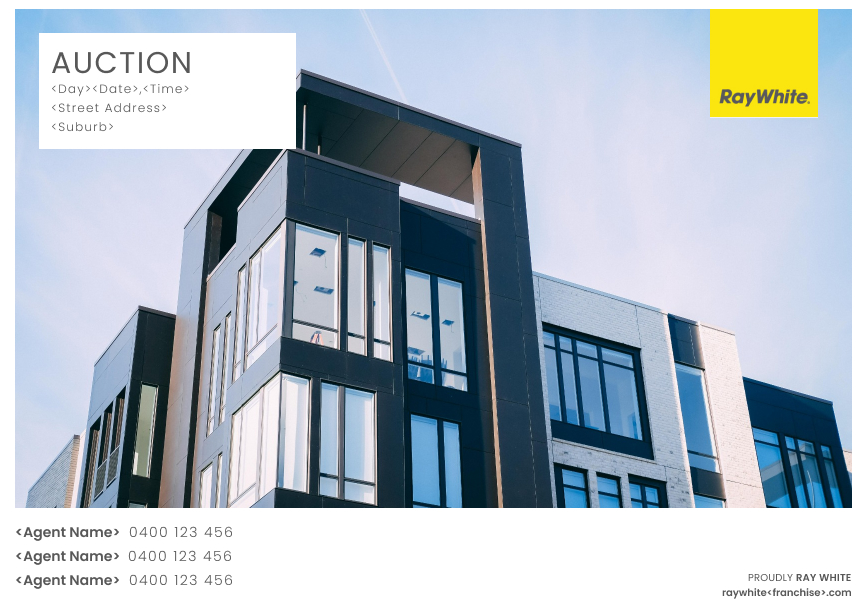 AUCTION
<Day><Date>,<Time>
<Street Address>
<Suburb>
RayWhite.
<Agent Name> 0400 123 456
<Agent Name> 0400 123 456
<Agent Name> 0400 123 456
PROUDLY RAY WHITE
raywhite<franchise>.com